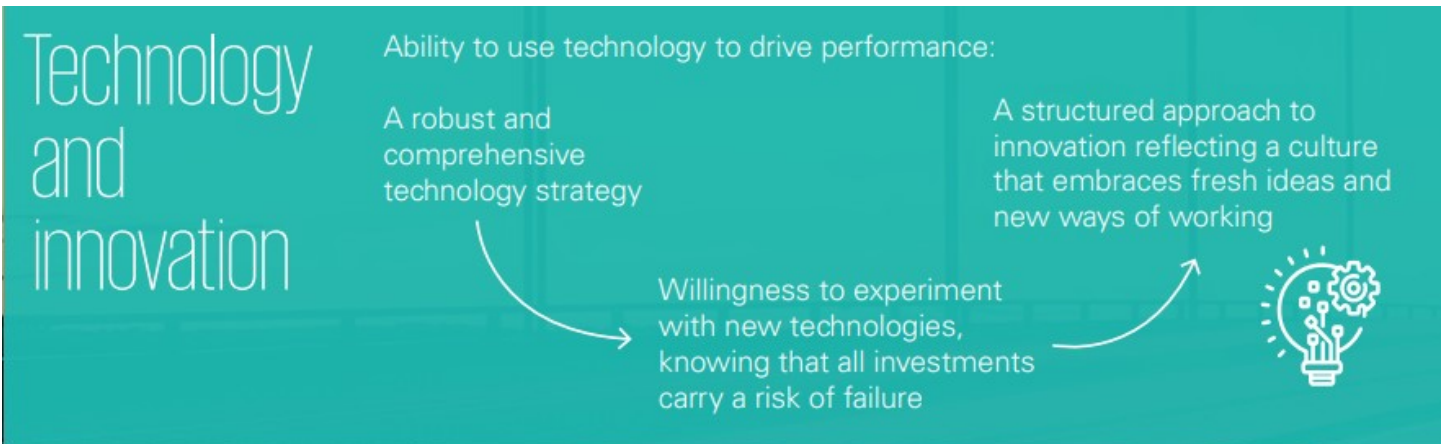 Technology
and
innovation
Ability to use technology to drive performance:
A robust and
comprehensive
technology strategy
Willingness to experiment
with new technologies,
knowing that all investments
carry a risk of failure
A structured approach to
innovation reflecting a culture
that embraces fresh ideas and
new ways of working